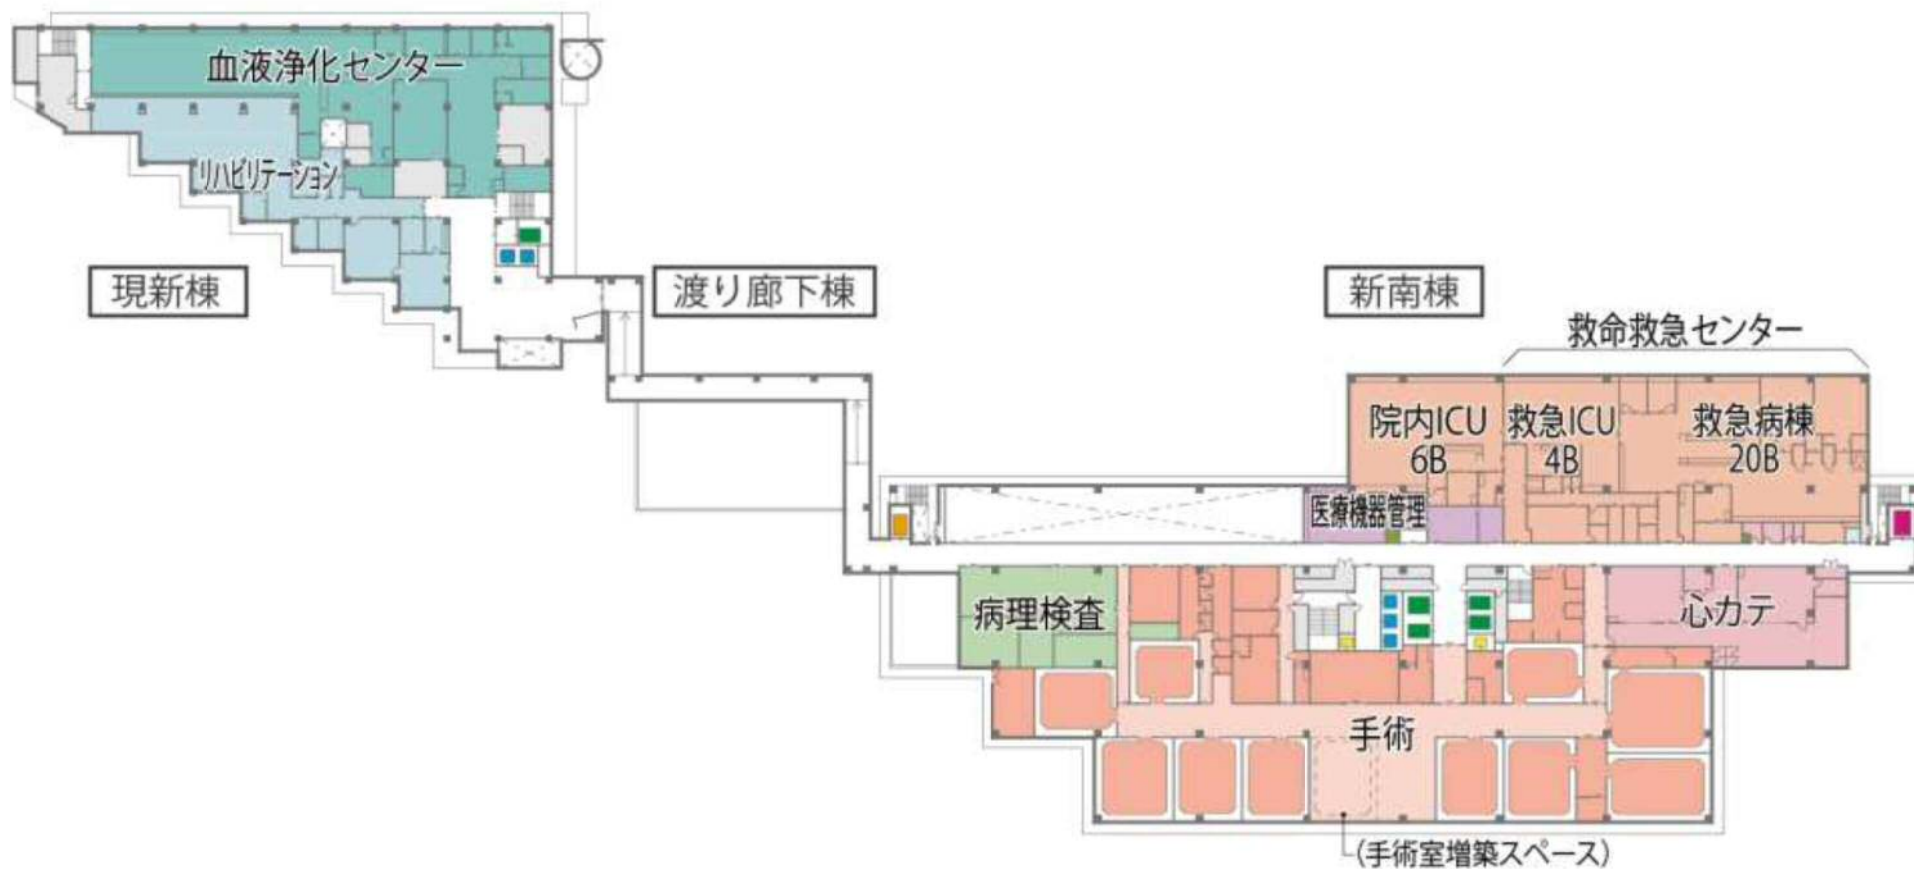 血液浄化センター
リハビリテーション
現新棟
渡り廊下棟
新南棟
救命救急センター
院内ICU
6B
救急ICU
4B
救急病棟
20B
医療機器管理
病理検査
心カテ
手術
(手術室増築スペース)